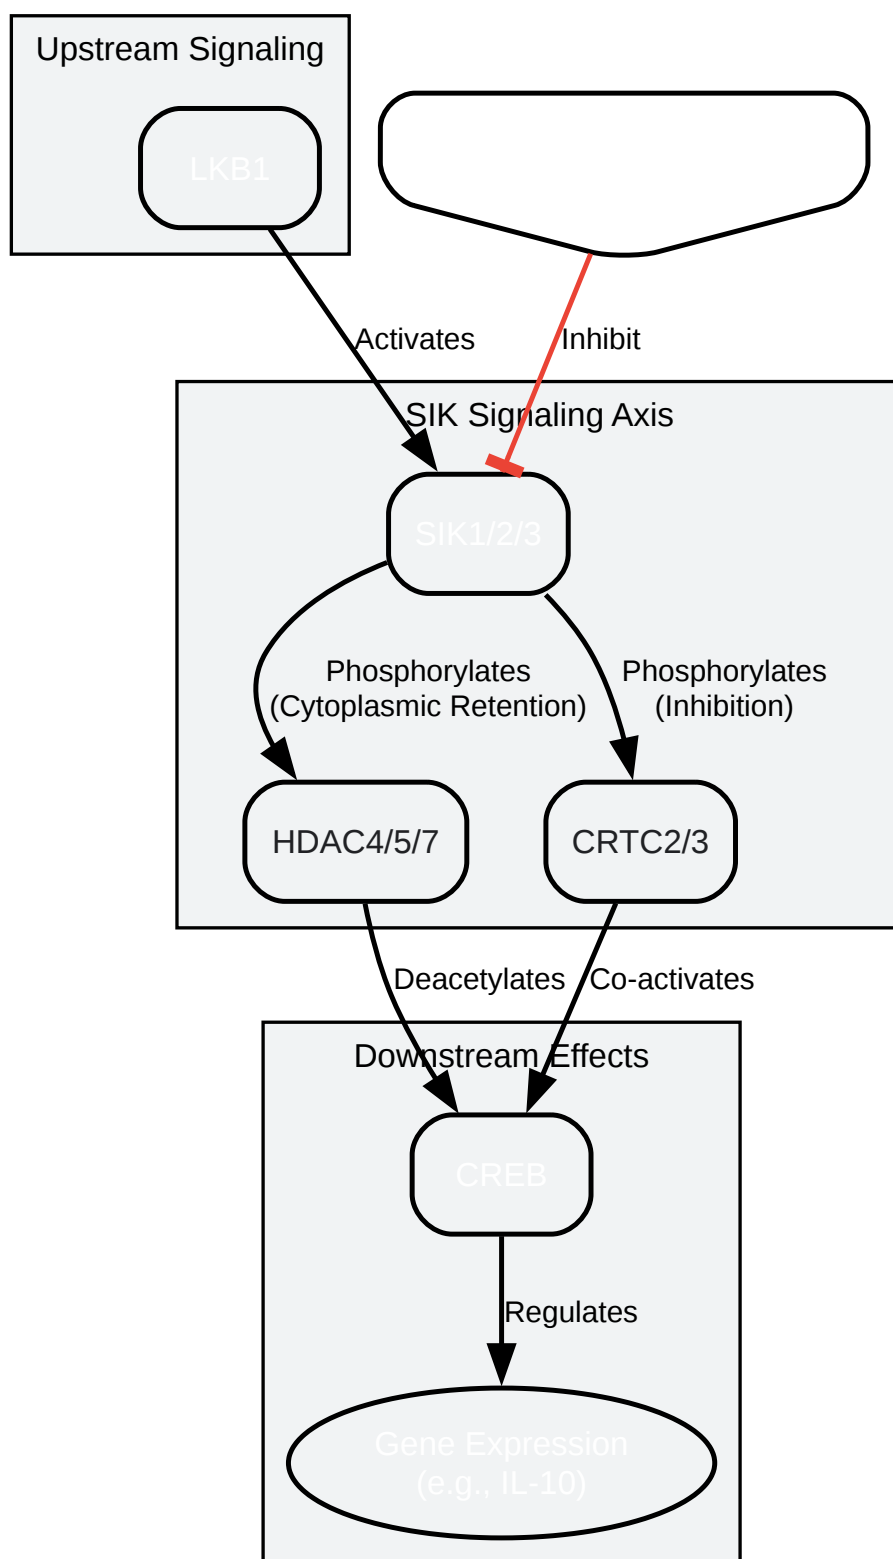 Upstream Signaling
LKB1
Activates
Inhibit
SIK Signaling Axis
SIK1/2/3
Phosphorylates
(Cytoplasmic Retention)
Phosphorylates
(Inhibition)
HDAC4/5/7
CRTC2/3
Deacetylates
Co-activates
Downstream Effects
CREB
Regulates
Gene Expression
(e.g., IL-10)